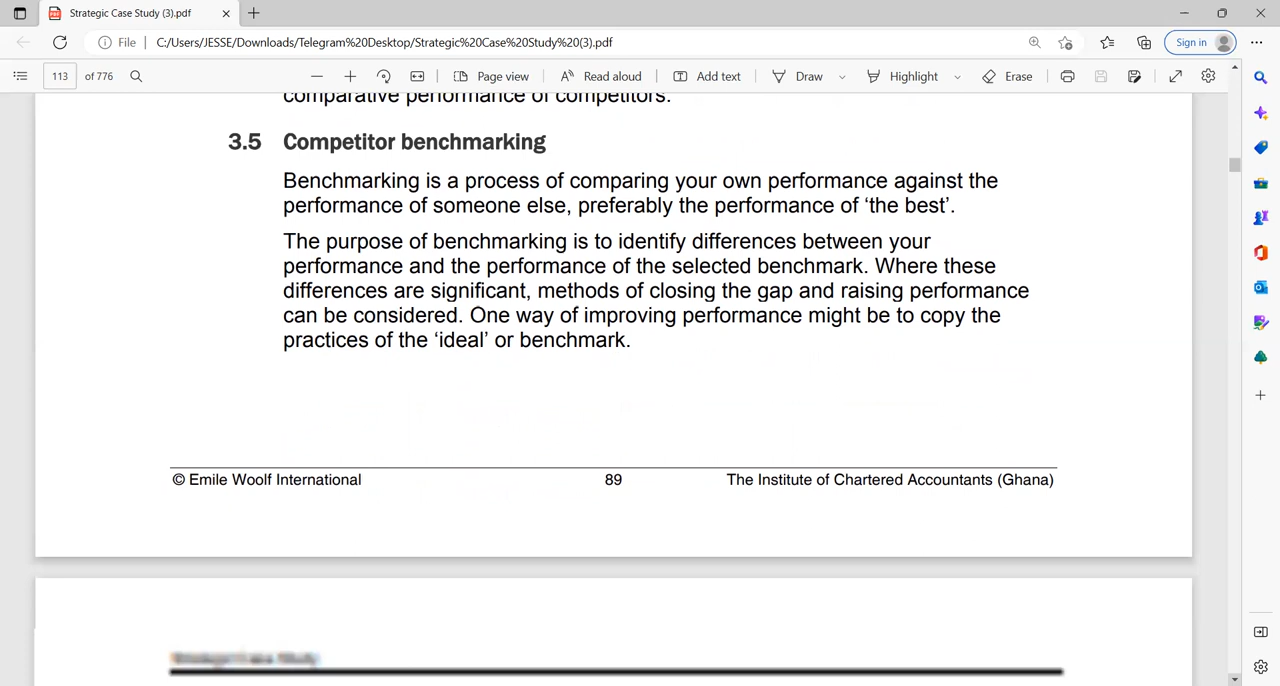 Strategic Case Study (3).pdf
File C:/Users/JESSE/Downloads/Telegram%20Desktop/Strategic%20Case%20Study%20(3).pdf Sign in
113 of 776 Page view Read aloud Add text Draw Highlight Erase
comparative performance of competitors.
3.5 Competitor benchmarking
Benchmarking is a process of comparing your own performance against the
performance of someone else, preferably the performance of ‘the best’.
The purpose of benchmarking is to identify differences between your
performance and the performance of the selected benchmark. Where these
differences are significant, methods of closing the gap and raising performance
can be considered. One way of improving performance might be to copy the
practices of the ‘ideal’ or benchmark.
© Emile Woolf International 89 The Institute of Chartered Accountants (Ghana)